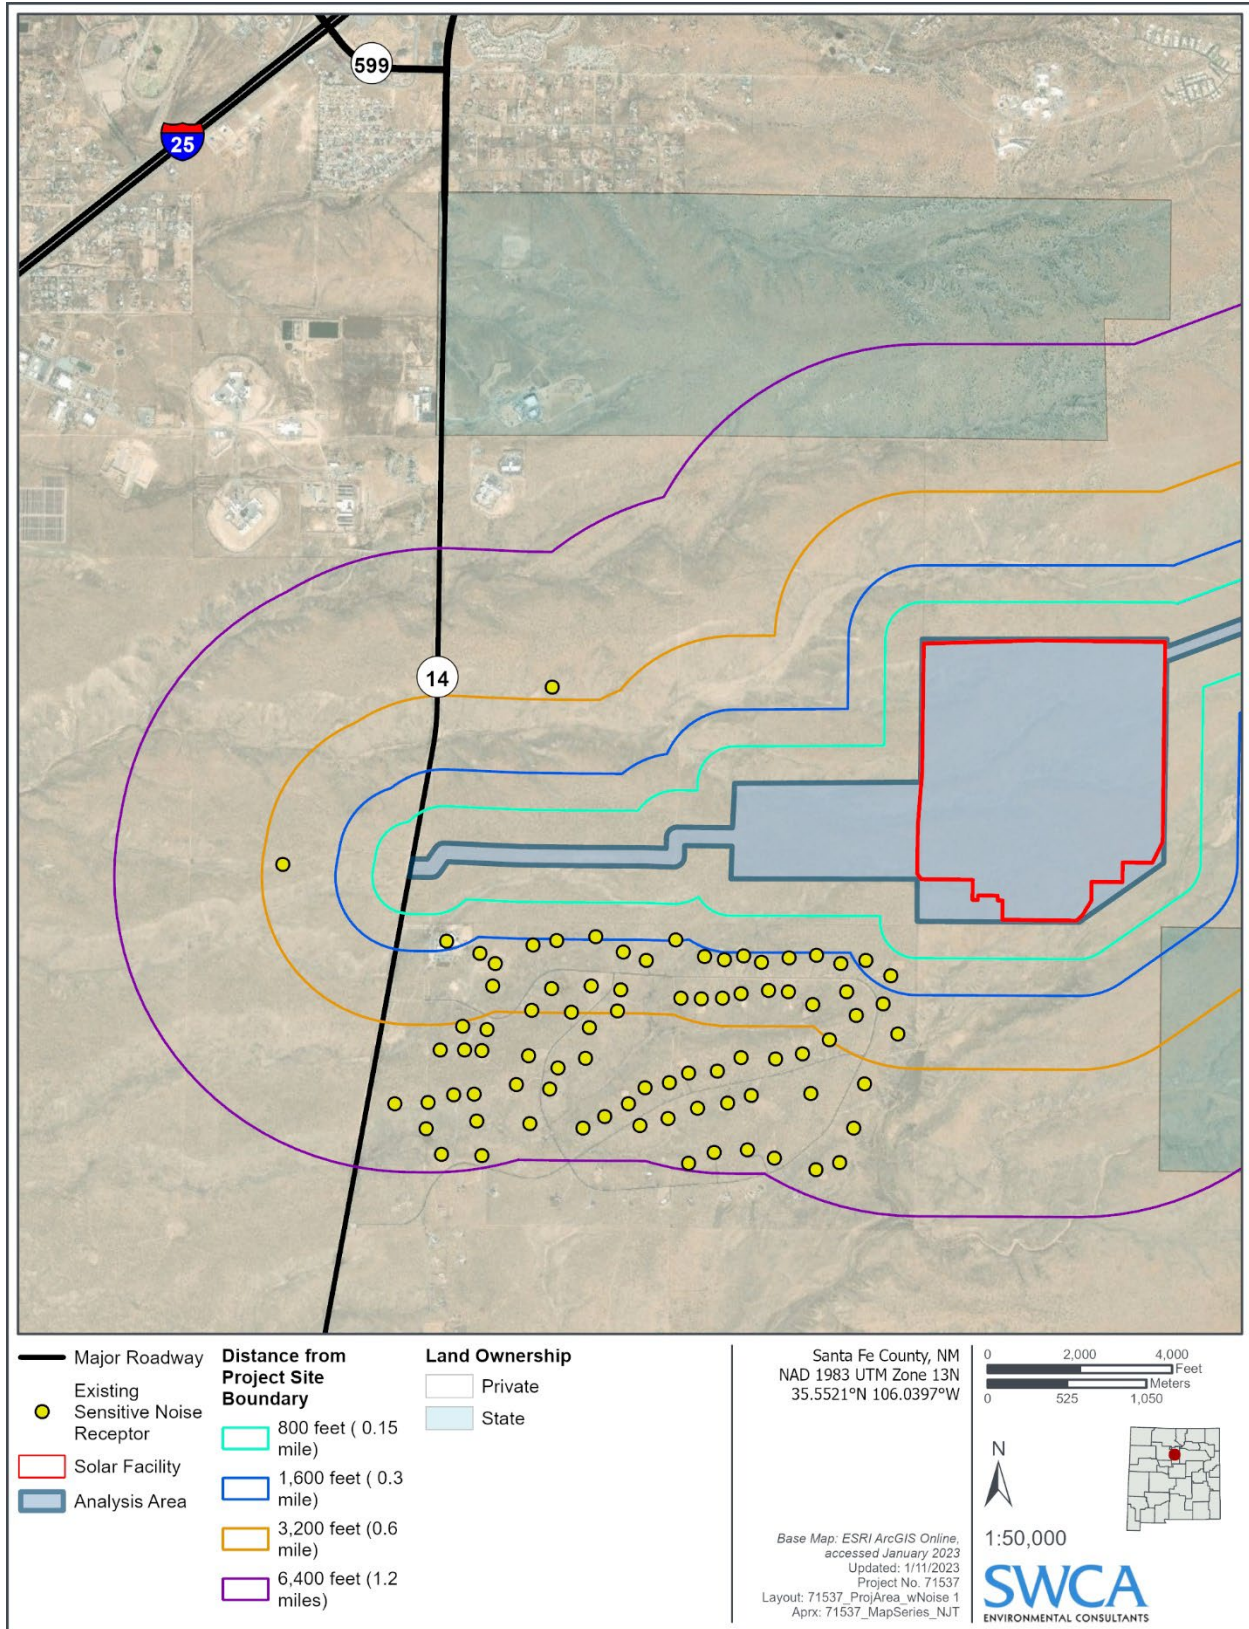 599
25
14
Major Roadway
Existing
Sensitive Noise
Receptor
Solar Facility
Analysis Area
Distance from
Project Site
Boundary
800 feet ( 0.15
mile)
1,600 feet ( 0.3
mile)
3,200 feet (0.6
mile)
6,400 feet (1.2
miles)
Land Ownership
Private
State
Santa Fe County, NM
NAD 1983 UTM Zone 13N
35.5521°N 106.0397°W
Base Map: ESRI ArcGIS Online,
accessed January 2023
Updated: 1/11/2023
Project No. 71537
Layout: 71537_ProjArea_wNoise 1
Aprx: 71537_MapSeries_NJT
0 2,000 4,000
Feet
Meters
0 525 1,050
N
1:50,000
SWCA
ENVIRONMENTAL CONSULTANTS